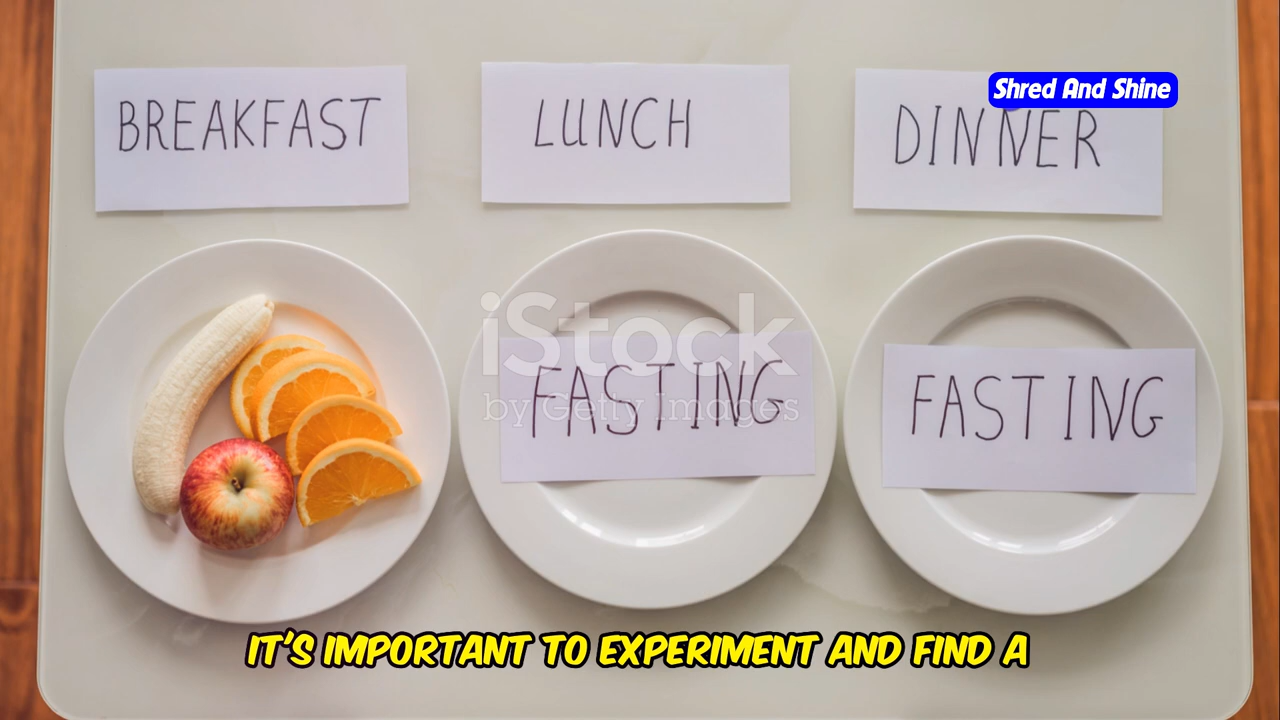 Shred And Shine
BREAKFAST
LUNCH
DINNER
iStock
by Getty Images
FASTING
FASTING
IT'S IMPORTANT TO EXPERIMENT AND FIND A